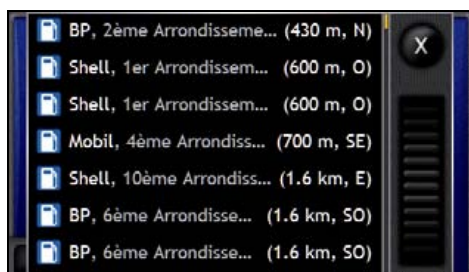 BP, 2ème Arrondisseme... (430 m, N)
Shell, 1er Arrondissem... (600 m, O)
Shell, 1er Arrondissem... (600 m, O)
Mobil, 4ème Arrondiss... (700 m, SE)
Shell, 10ème Arrondiss... (1.6 km, E)
BP, 6ème Arrondisse... (1.6 km, SO)
BP, 6ème Arrondisse... (1.6 km, SO)
X